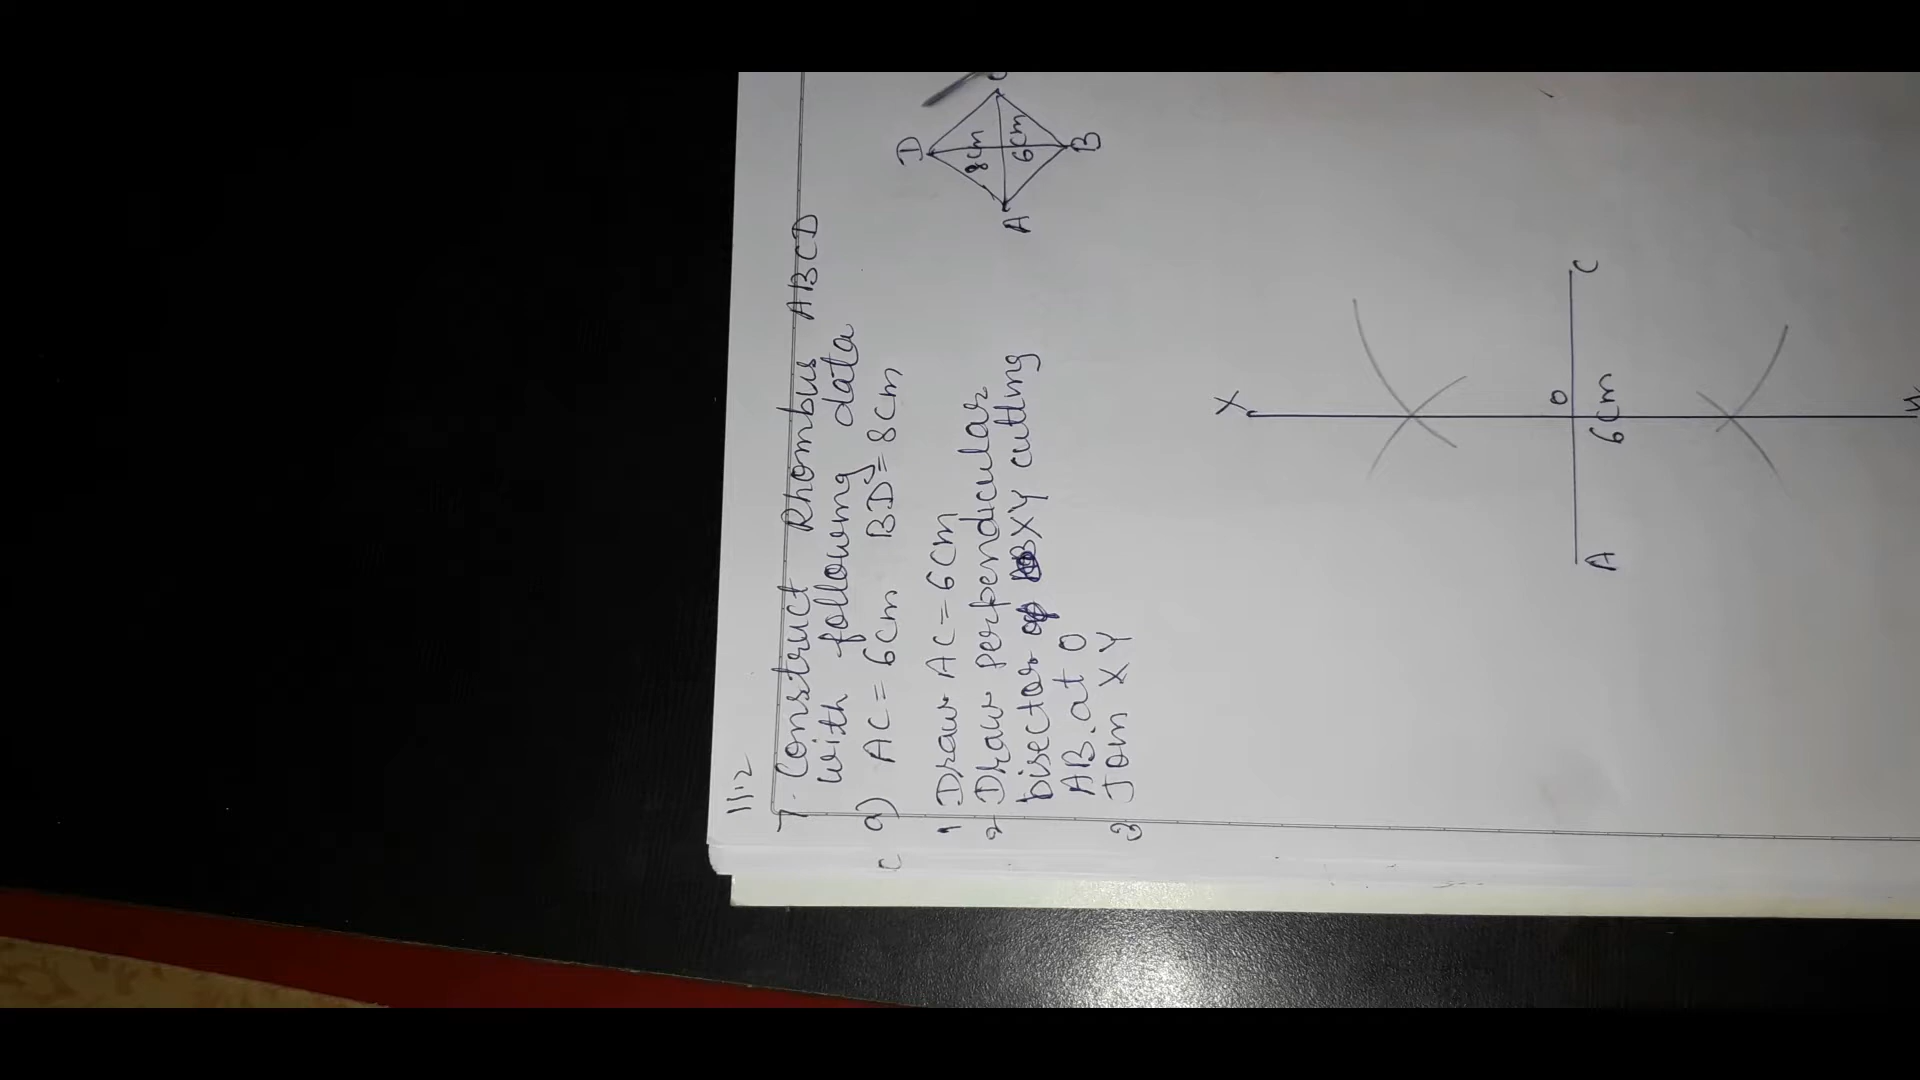 11.2
7. Construct Rhombus ABCD
with following data
a) AC = 6cm BD = 8cm
C
1 Draw AC = 6cm
2 Draw perpendicular
bisector of XY cutting
AB. at O
3 Join XY
D
C
8cm
6cm
A
B
X
O
A
6cm
C